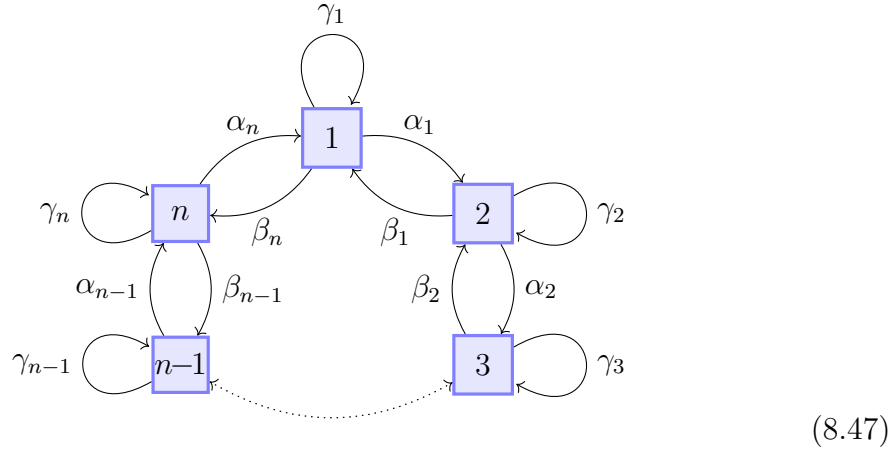 γ₁
αₙ 1 α₁
γₙ n βₙ β₁ 2 γ₂
αₙ₋₁ βₙ₋₁ β₂ α₂
γₙ₋₁ n−1 3 γ₃
(8.47)